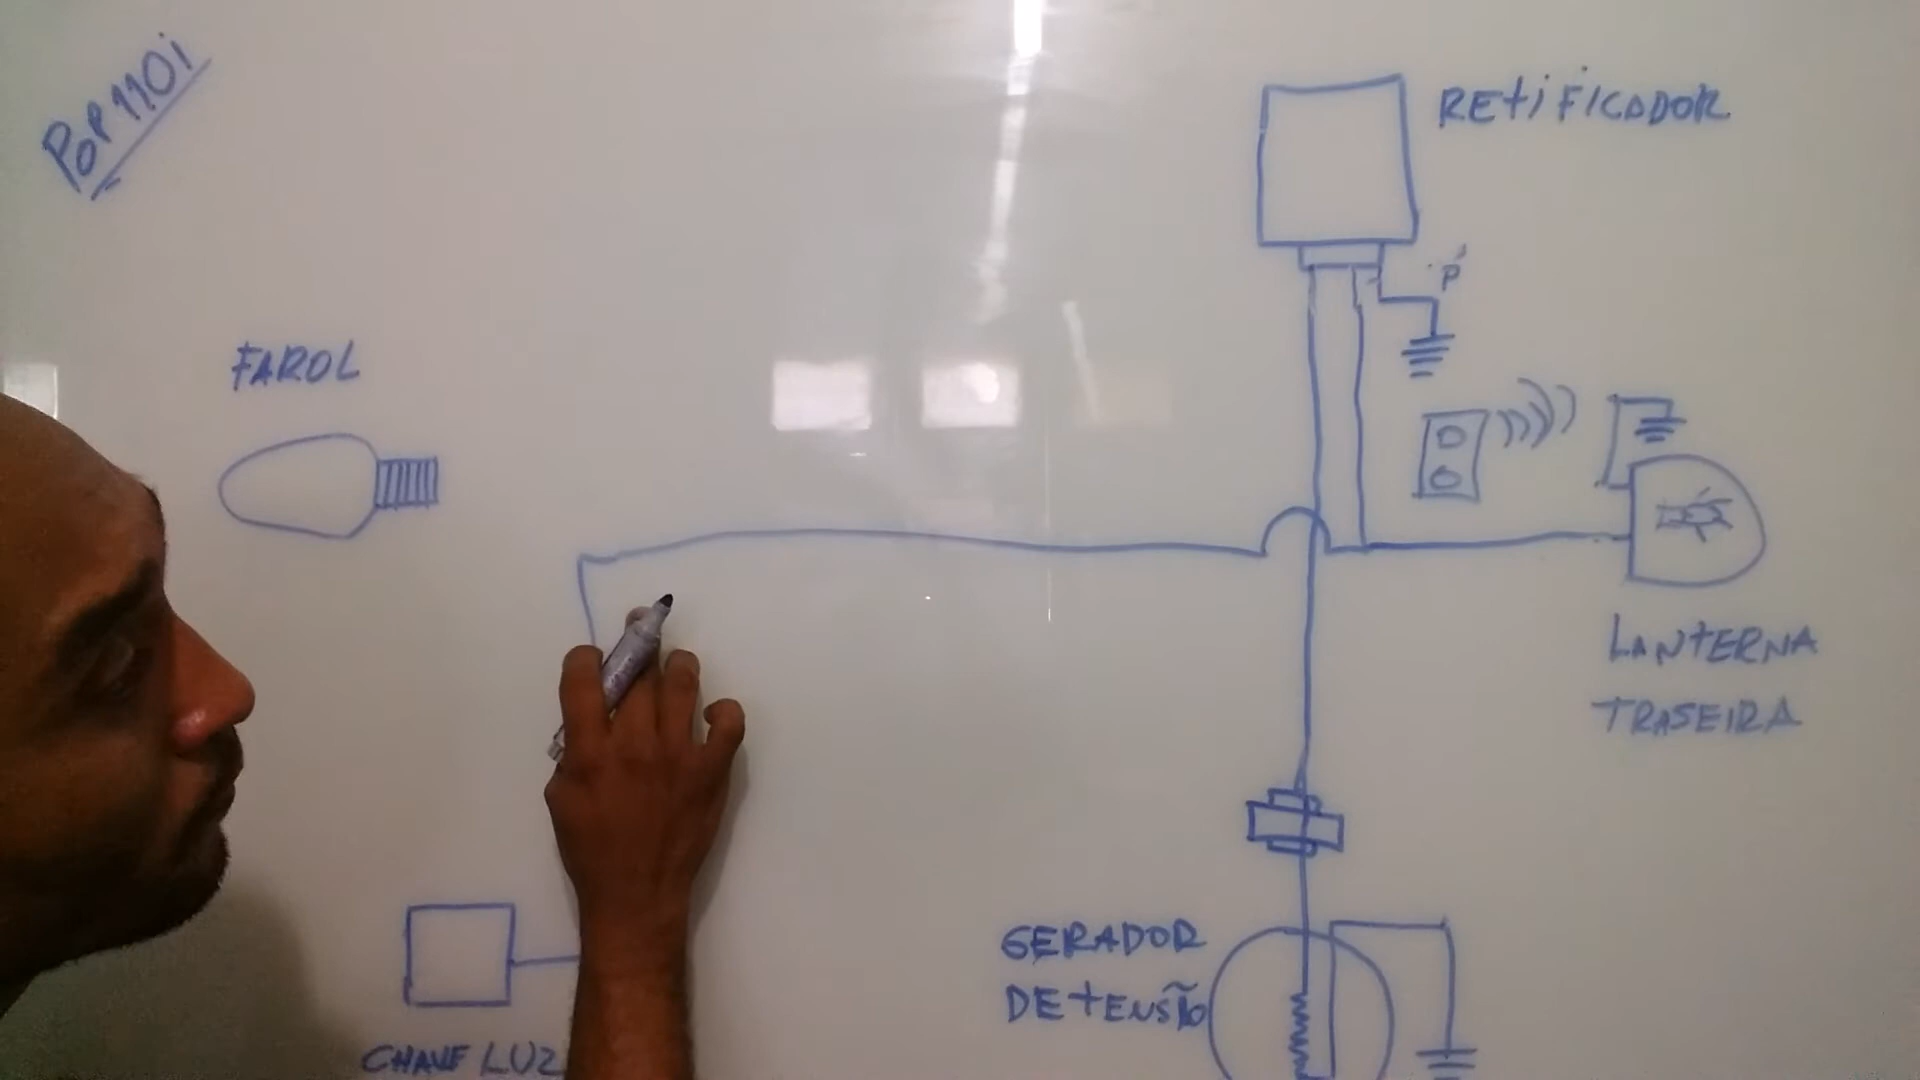 POP 110i
RETIFICADOR
P
FAROL
LANTERNA
TRASEIRA
GERADOR
DE TENSÃO
CHAVE LUZ